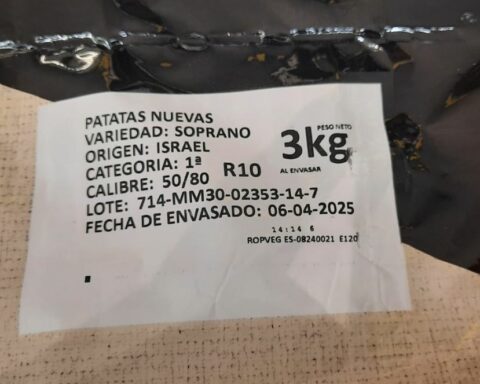 PATATAS NUEVAS
VARIEDAD: SOPRANO
ORIGEN: ISRAEL
CATEGORIA: 1ª
CALIBRE: 50/80 R10
PESO NETO
3kg
AL ENVASAR
LOTE: 714-MM30-02353-14-7
FECHA DE ENVASADO: 06-04-2025
14:14 6
ROPVEG ES-08240021 E120